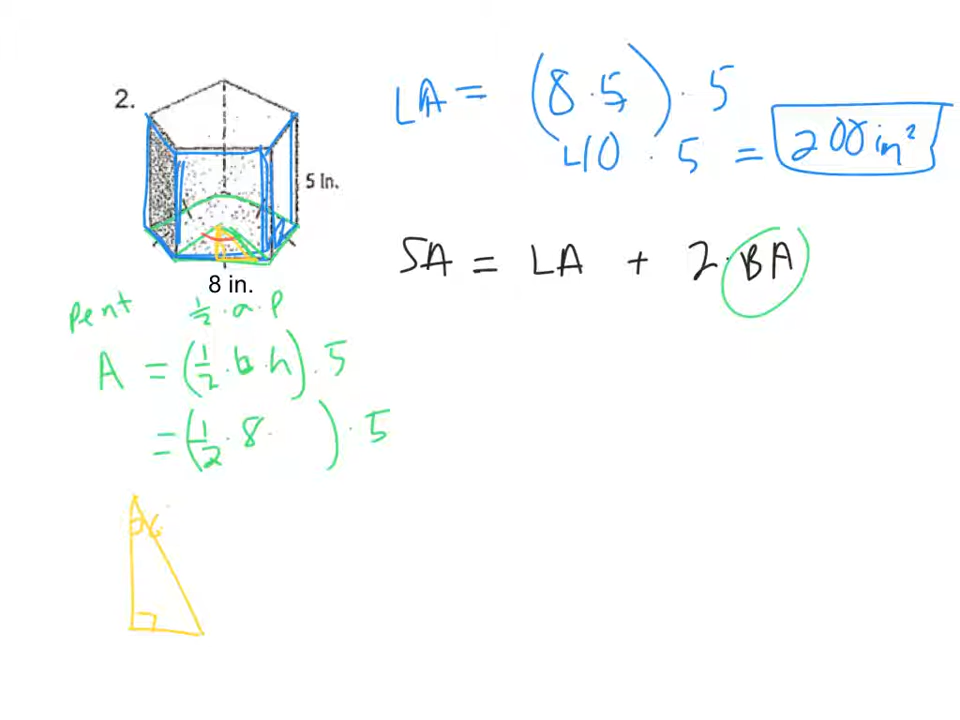 2.
5 in.
8 in.
LA = (8 · 5) · 5
40 · 5 = 200 in²
SA = LA + 2 · BA
Pent 1/2 · a · p
A = (1/2 · b · h) · 5
= (1/2 · 8 · ) · 5